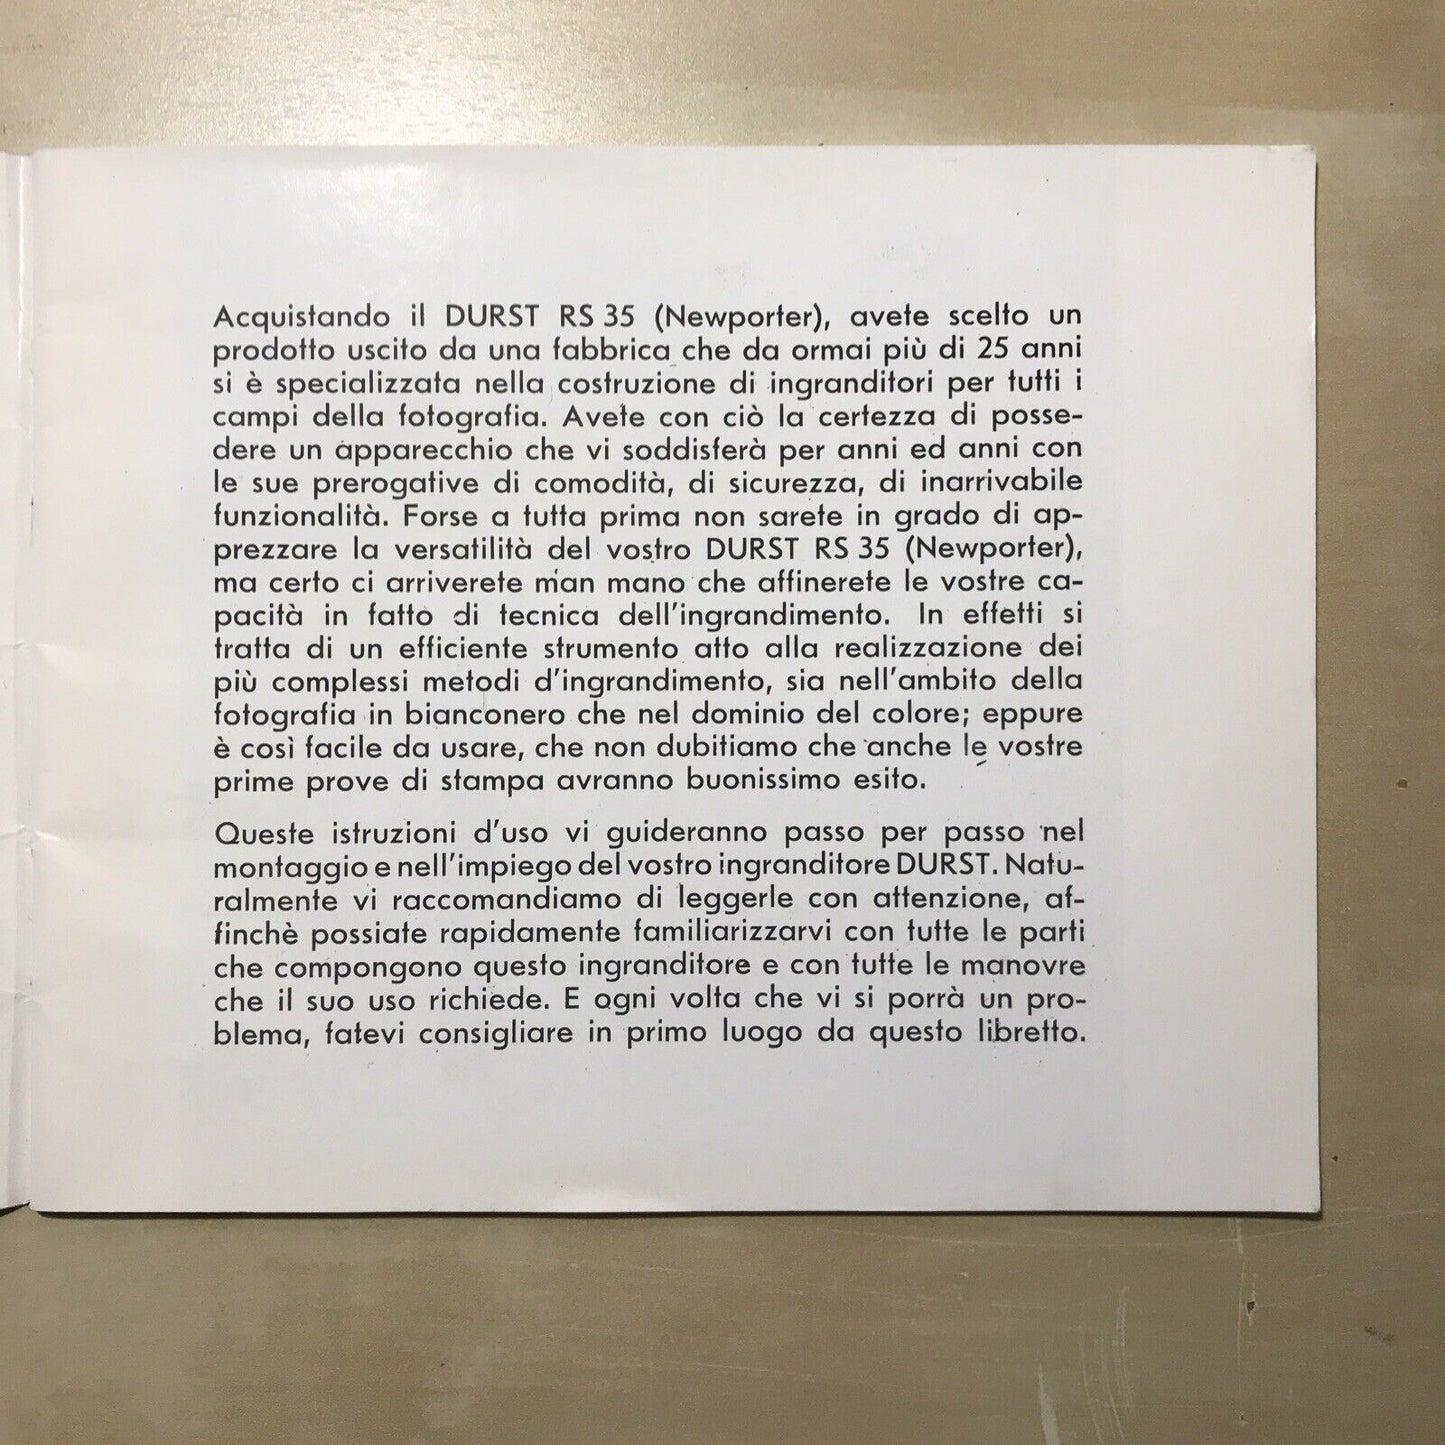 Acquistando il DURST RS 35 (Newporter), avete scelto un
prodotto uscito da una fabbrica che da ormai più di 25 anni
si è specializzata nella costruzione di ingranditori per tutti i
campi della fotografia. Avete con ciò la certezza di posse-
dere un apparecchio che vi soddisferà per anni ed anni con
le sue prerogative di comodità, di sicurezza, di inarrivabile
funzionalità. Forse a tutta prima non sarete in grado di ap-
prezzare la versatilità del vostro DURST RS 35 (Newporter),
ma certo ci arriverete man mano che affinerete le vostre ca-
pacità in fatto di tecnica dell'ingrandimento. In effetti si
tratta di un efficiente strumento atto alla realizzazione dei
più complessi metodi d'ingrandimento, sia nell'ambito della
fotografia in bianconero che nel dominio del colore; eppure
è così facile da usare, che non dubitiamo che anche le vostre
prime prove di stampa avranno buonissimo esito.
Queste istruzioni d'uso vi guideranno passo per passo nel
montaggio e nell'impiego del vostro ingranditore DURST. Natu-
ralmente vi raccomandiamo di leggerle con attenzione, af-
finchè possiate rapidamente familiarizzarvi con tutte le parti
che compongono questo ingranditore e con tutte le manovre
che il suo uso richiede. E ogni volta che vi si porrà un pro-
blema, fatevi consigliare in primo luogo da questo libretto.